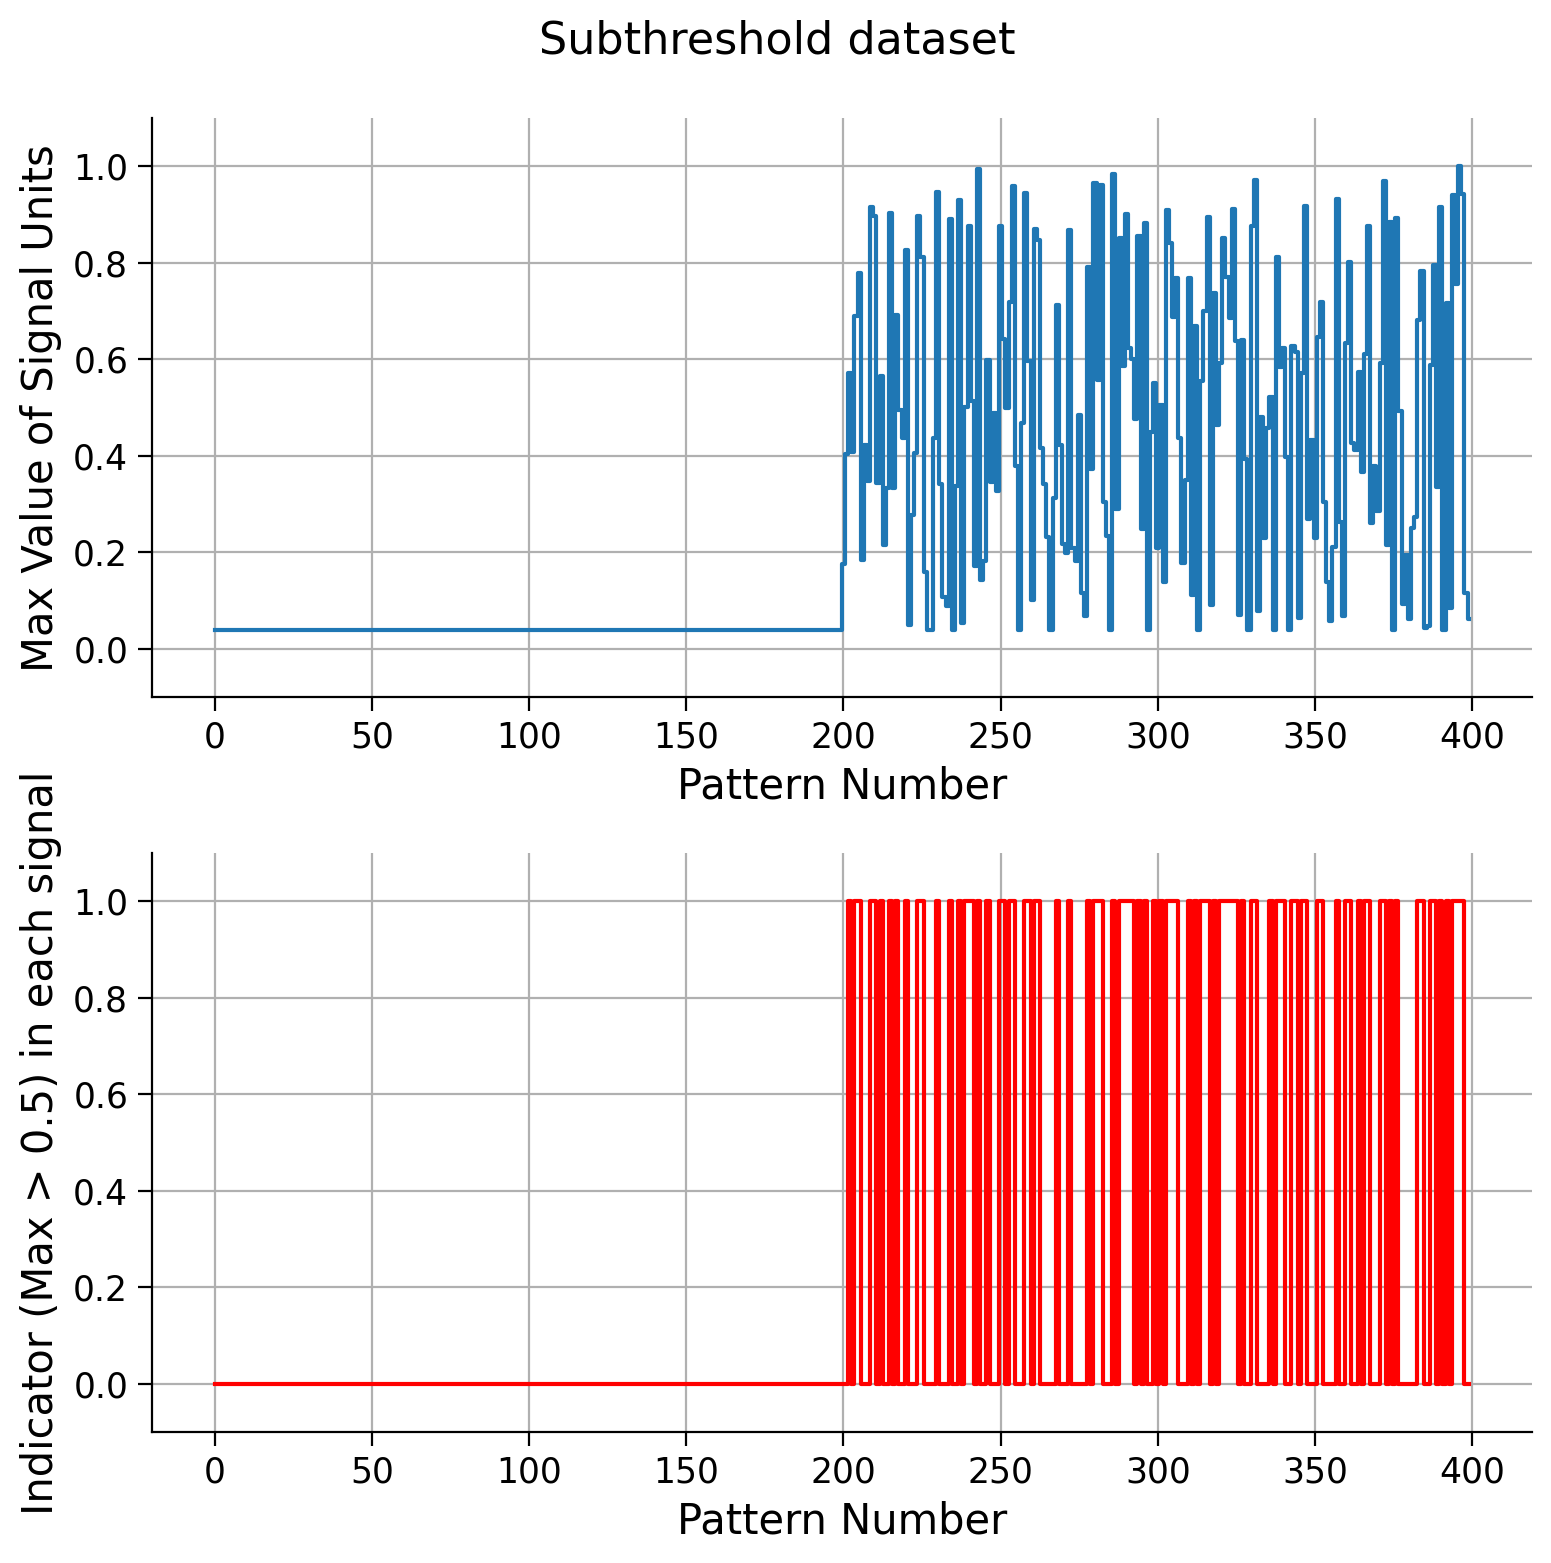 Subthreshold dataset
Max Value of Signal Units
1.0
0.8
0.6
0.4
0.2
0.0
0 50 100 150 200 250 300 350 400
Pattern Number
Indicator (Max > 0.5) in each signal
1.0
0.8
0.6
0.4
0.2
0.0
0 50 100 150 200 250 300 350 400
Pattern Number